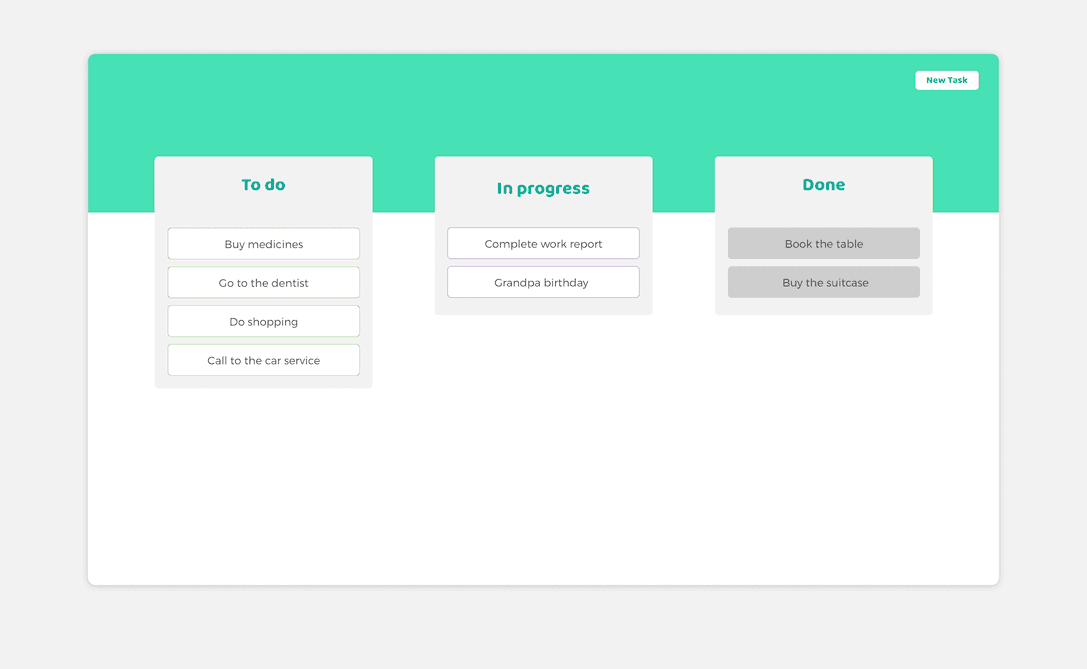 New Task
To do
Buy medicines
Go to the dentist
Do shopping
Call to the car service
In progress
Complete work report
Grandpa birthday
Done
Book the table
Buy the suitcase